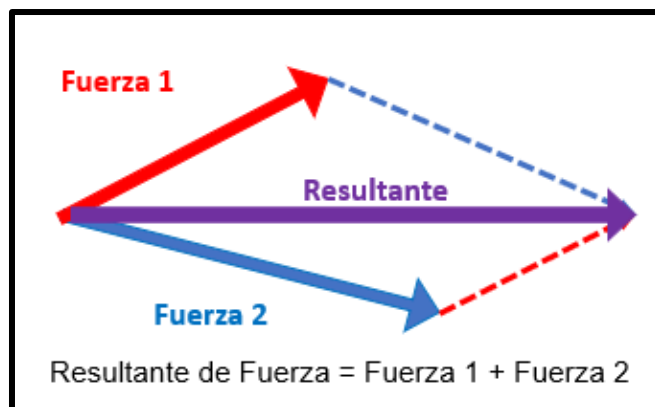 Fuerza 1
Resultante
Fuerza 2
Resultante de Fuerza = Fuerza 1 + Fuerza 2